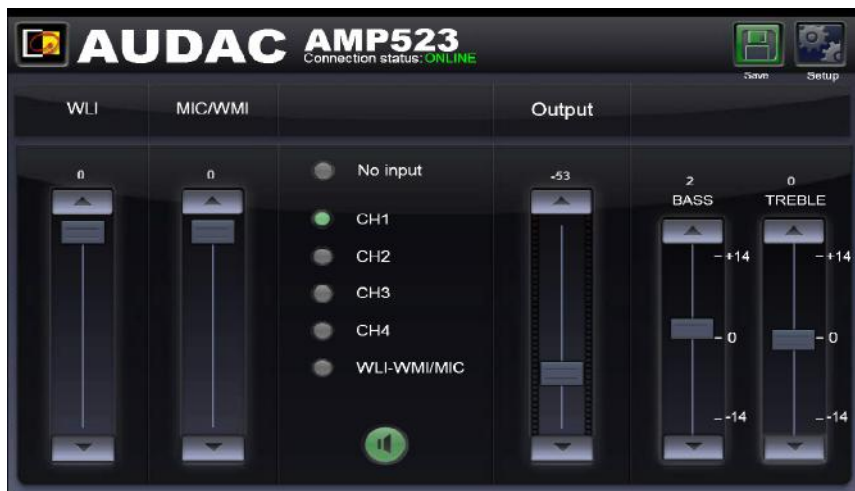 AUDAC AMP523
Connection status: ONLINE
Save Setup
WLI MIC/WMI Output
0 0 No input -53 2 0
BASS TREBLE
CH1
CH2 +14 +14
CH3
CH4 0 0
WLI-WMI/MIC
-14 -14